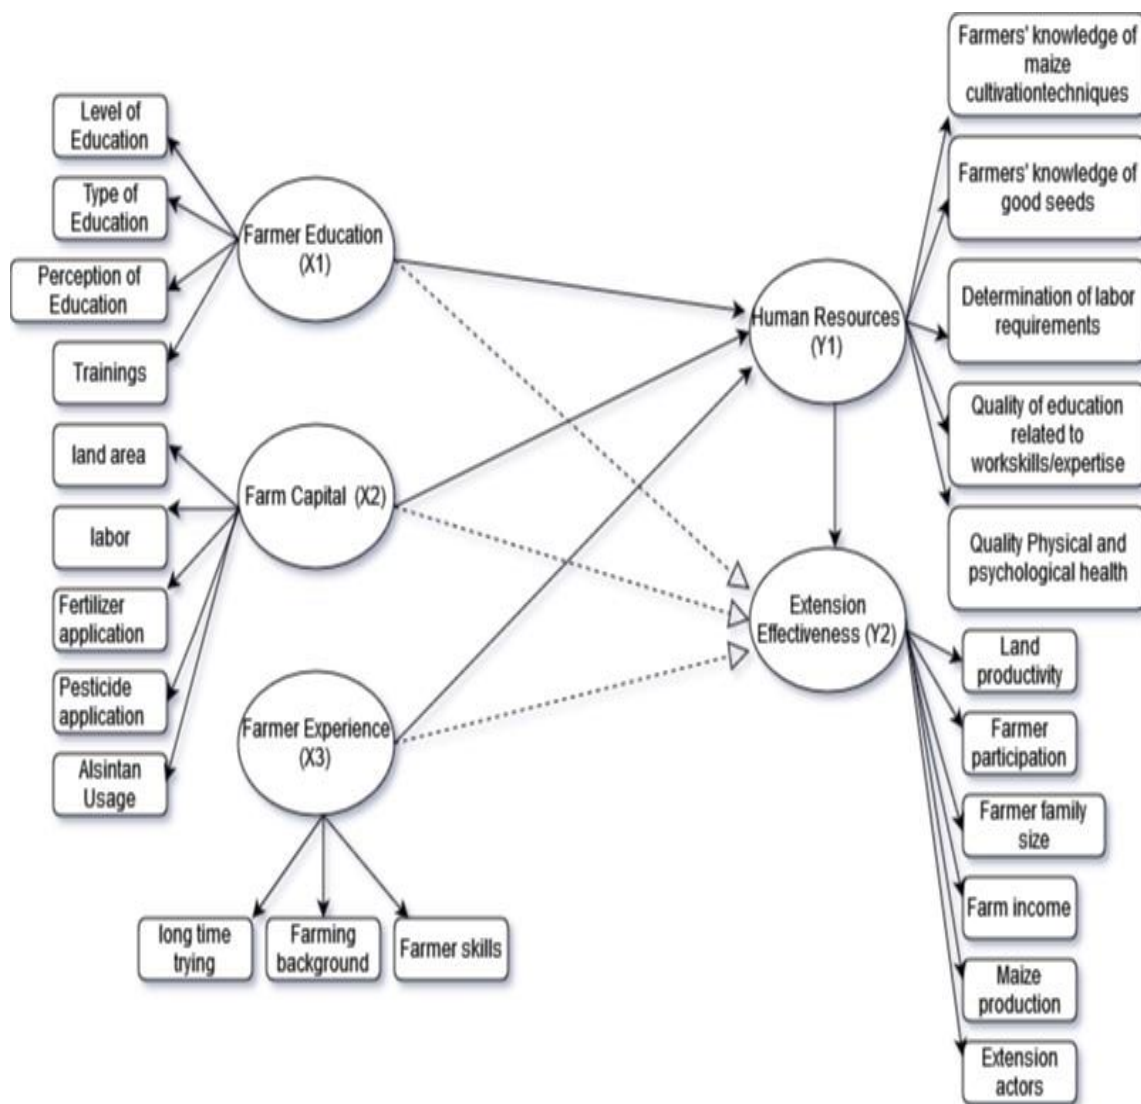 Level of
Education
Type of
Education
Perception of
Education
Trainings
Farmer Education
(X1)
land area
labor
Fertilizer
application
Pesticide
application
Alsintan
Usage
Farm Capital (X2)
Farmer Experience
(X3)
long time
trying
Farming
background
Farmer skills
Human Resources
(Y1)
Extension
Effectiveness (Y2)
Farmers' knowledge of
maize
cultivationtechniques
Farmers' knowledge of
good seeds
Determination of labor
requirements
Quality of education
related to
workskills/expertise
Quality Physical and
psychological health
Land
productivity
Farmer
participation
Farmer family
size
Farm income
Maize
production
Extension
actors